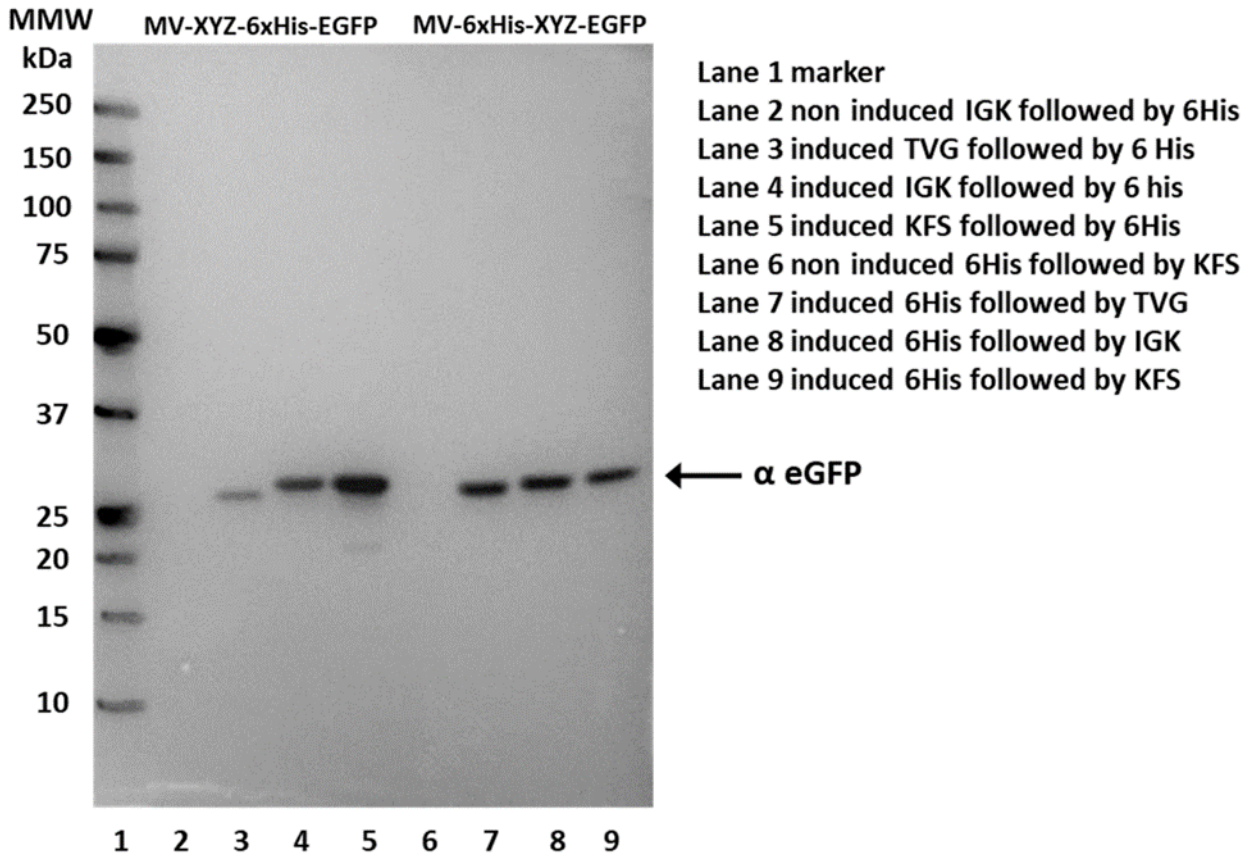 MMW
kDa
MV-XYZ-6xHis-EGFP
MV-6xHis-XYZ-EGFP
250
150
100
75
50
37
25
20
15
10
Lane 1 marker
Lane 2 non induced IGK followed by 6His
Lane 3 induced TVG followed by 6 His
Lane 4 induced IGK followed by 6 his
Lane 5 induced KFS followed by 6His
Lane 6 non induced 6His followed by KFS
Lane 7 induced 6His followed by TVG
Lane 8 induced 6His followed by IGK
Lane 9 induced 6His followed by KFS
α eGFP
1 2 3 4 5 6 7 8 9